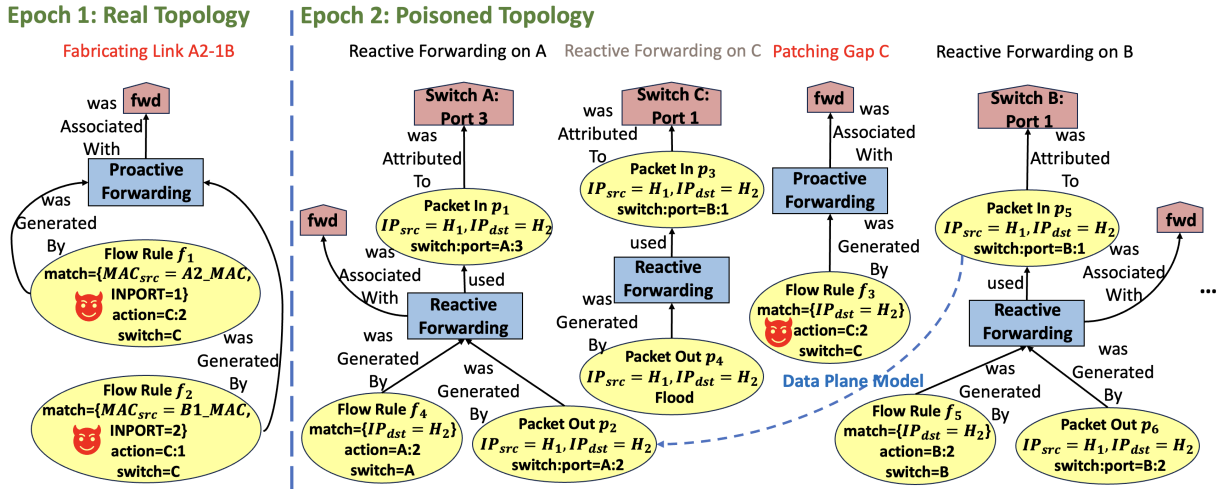 Epoch 1: Real Topology
Fabricating Link A2-1B
fwd
was
Associated
With
Proactive
Forwarding
was
Generated
By
Flow Rule f₁
match={MACsrc = A2_MAC,
INPORT=1}
action=C:2
switch=C
was
Generated
By
Flow Rule f₂
match={MACsrc = B1_MAC,
INPORT=2}
action=C:1
switch=C
Epoch 2: Poisoned Topology
Reactive Forwarding on A
Switch A:
Port 3
was
Attributed
To
Packet In p₁
IPsrc = H₁, IPdst = H₂
switch:port=A:3
fwd
was
Associated
With
used
Reactive
Forwarding
was
Generated
By
was
Generated
By
Flow Rule f₄
match={IPdst = H₂}
action=A:2
switch=A
Packet Out p₂
IPsrc = H₁, IPdst = H₂
switch:port=A:2
Reactive Forwarding on C
Switch C:
Port 1
was
Attributed
To
Packet In p₃
IPsrc = H₁, IPdst = H₂
switch:port=B:1
used
Reactive
Forwarding
was
Generated
By
Packet Out p₄
IPsrc = H₁, IPdst = H₂
Flood
Patching Gap C
fwd
was
Associated
With
Proactive
Forwarding
was
Generated
By
Flow Rule f₃
match={IPdst = H₂}
action=C:2
switch=C
Data Plane Model
Reactive Forwarding on B
Switch B:
Port 1
was
Attributed
To
Packet In p₅
IPsrc = H₁, IPdst = H₂
switch:port=B:1
fwd
was
Associated
With
used
Reactive
Forwarding
was
Generated
By
was
Generated
By
Flow Rule f₅
match={IPdst = H₂}
action=B:2
switch=B
Packet Out p₆
IPsrc = H₁, IPdst = H₂
switch:port=B:2
...